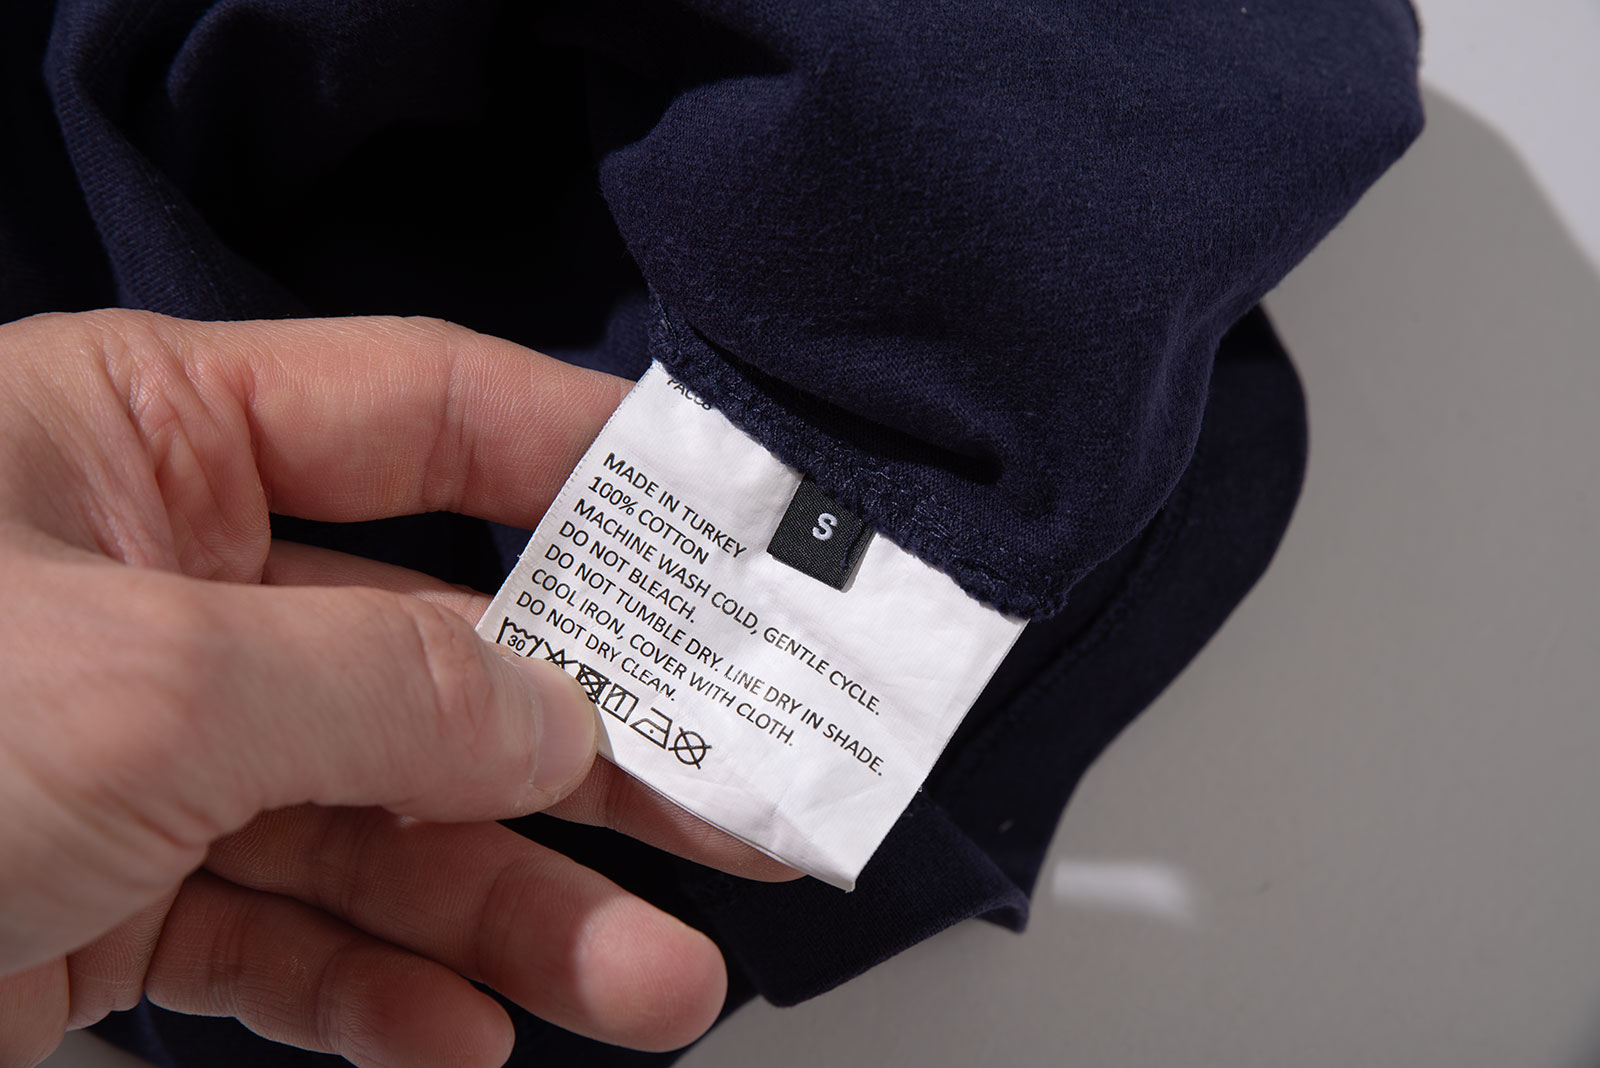 MADE IN TURKEY
100% COTTON
MACHINE WASH COLD, GENTLE CYCLE.
DO NOT BLEACH.
DO NOT TUMBLE DRY. LINE DRY IN SHADE.
COOL IRON, COVER WITH CLOTH.
DO NOT DRY CLEAN.
30
S